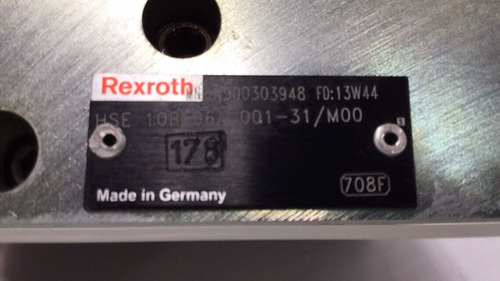 Rexroth FD:13W44
HSE 001-31/M00
178
Made in Germany
708F